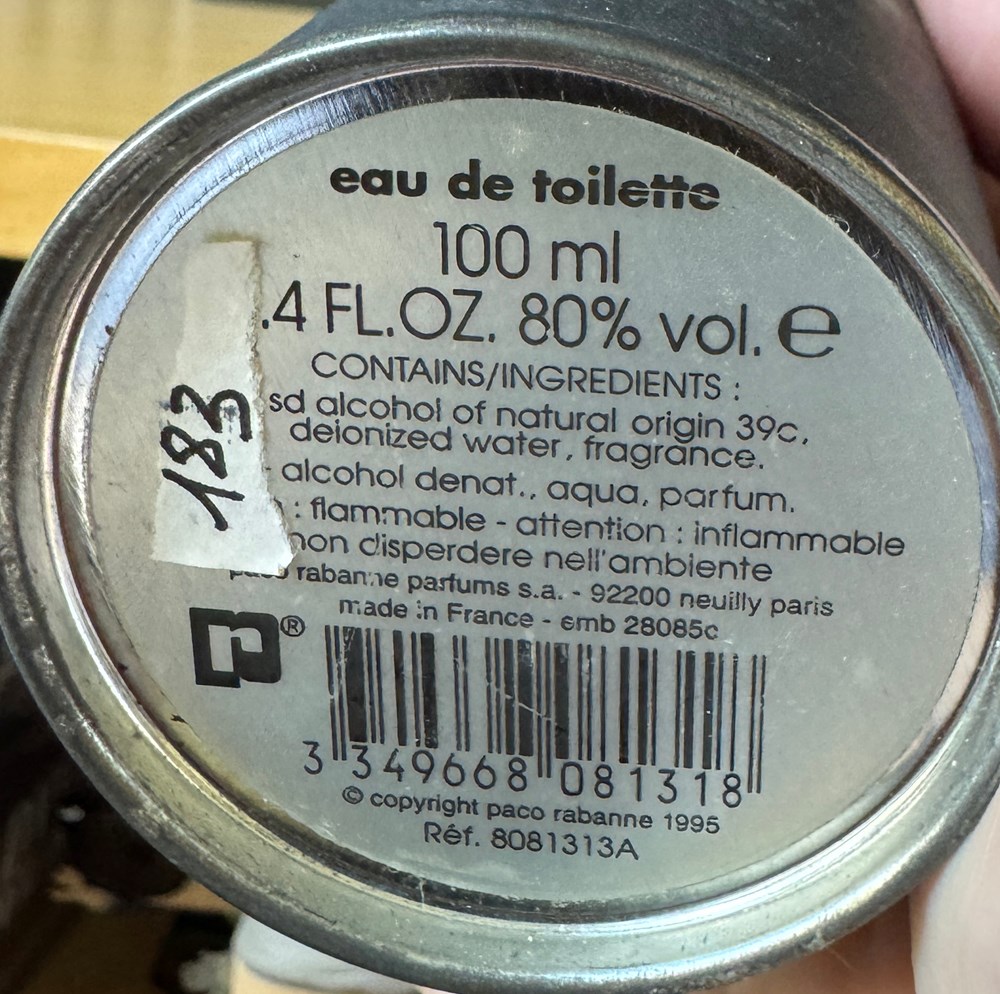 eau de toilette
100 ml
.4 FL.OZ. 80% vol. e
CONTAINS/INGREDIENTS :
sd alcohol of natural origin 39c,
deionized water, fragrance.
- alcohol denat., aqua, parfum.
: flammable - attention : inflammable
non disperdere nell'ambiente
paco rabanne parfums s.a. - 92200 neuilly paris
made in France - emb 28085c
183
pr®
3 349668 081318
© copyright paco rabanne 1995
Réf. 8081313A